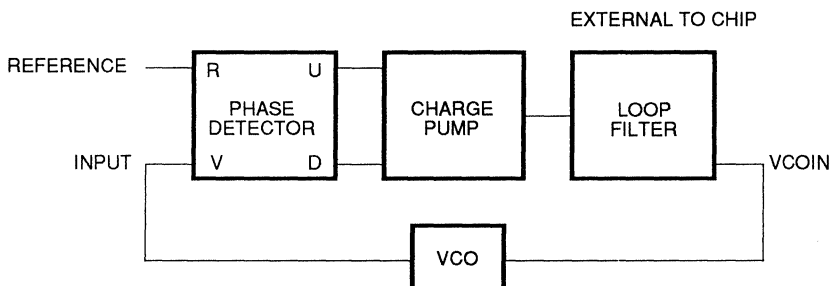 EXTERNAL TO CHIP
REFERENCE
R U
PHASE
DETECTOR
V D
CHARGE
PUMP
LOOP
FILTER
INPUT
VCOIN
VCO